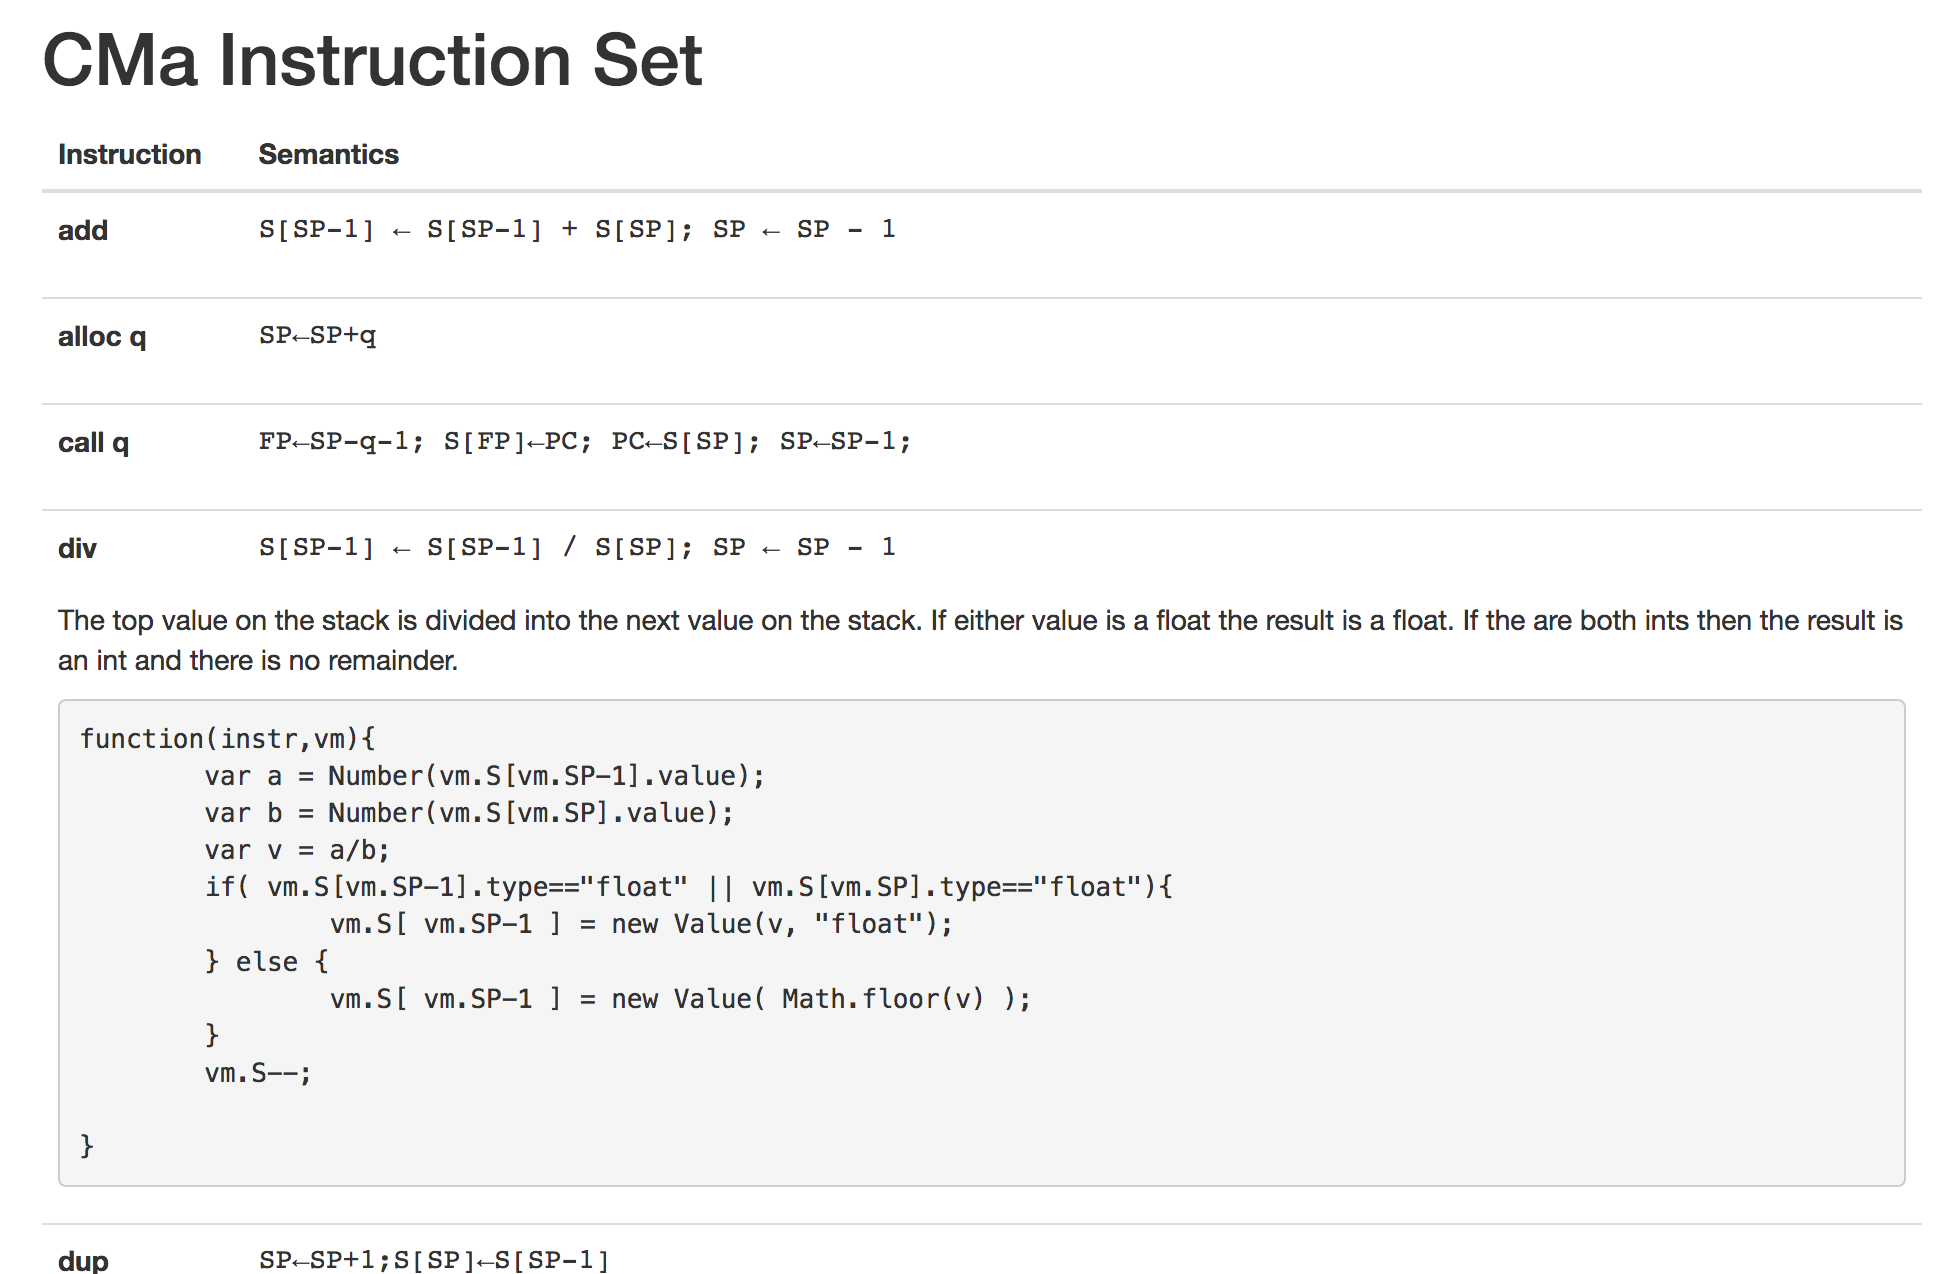 CMa Instruction Set
Instruction Semantics
add S[SP-1] ← S[SP-1] + S[SP]; SP ← SP - 1
alloc q SP←SP+q
call q FP←SP-q-1; S[FP]←PC; PC←S[SP]; SP←SP-1;
div S[SP-1] ← S[SP-1] / S[SP]; SP ← SP - 1
The top value on the stack is divided into the next value on the stack. If either value is a float the result is a float. If the are both ints then the result is
an int and there is no remainder.
function(instr,vm){
        var a = Number(vm.S[vm.SP-1].value);
        var b = Number(vm.S[vm.SP].value);
        var v = a/b;
        if( vm.S[vm.SP-1].type=="float" || vm.S[vm.SP].type=="float"){
                vm.S[ vm.SP-1 ] = new Value(v, "float");
        } else {
                vm.S[ vm.SP-1 ] = new Value( Math.floor(v) );
        }
        vm.S--;
}
dup SP←SP+1;S[SP]←S[SP-1]